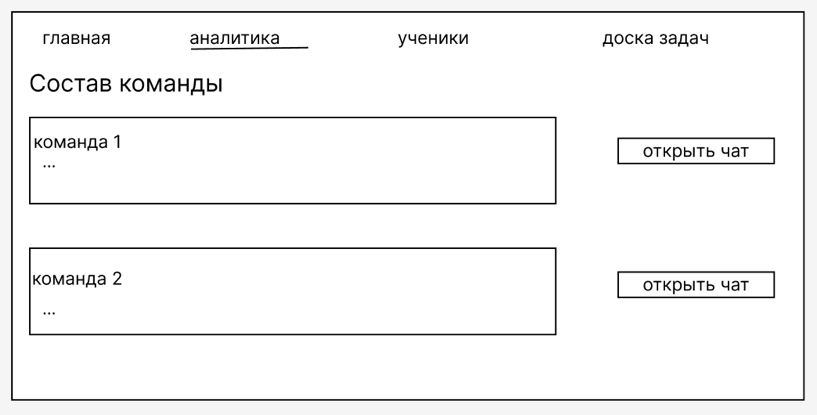 главная аналитика ученики доска задач
Состав команды
команда 1
...
открыть чат
команда 2
...
открыть чат